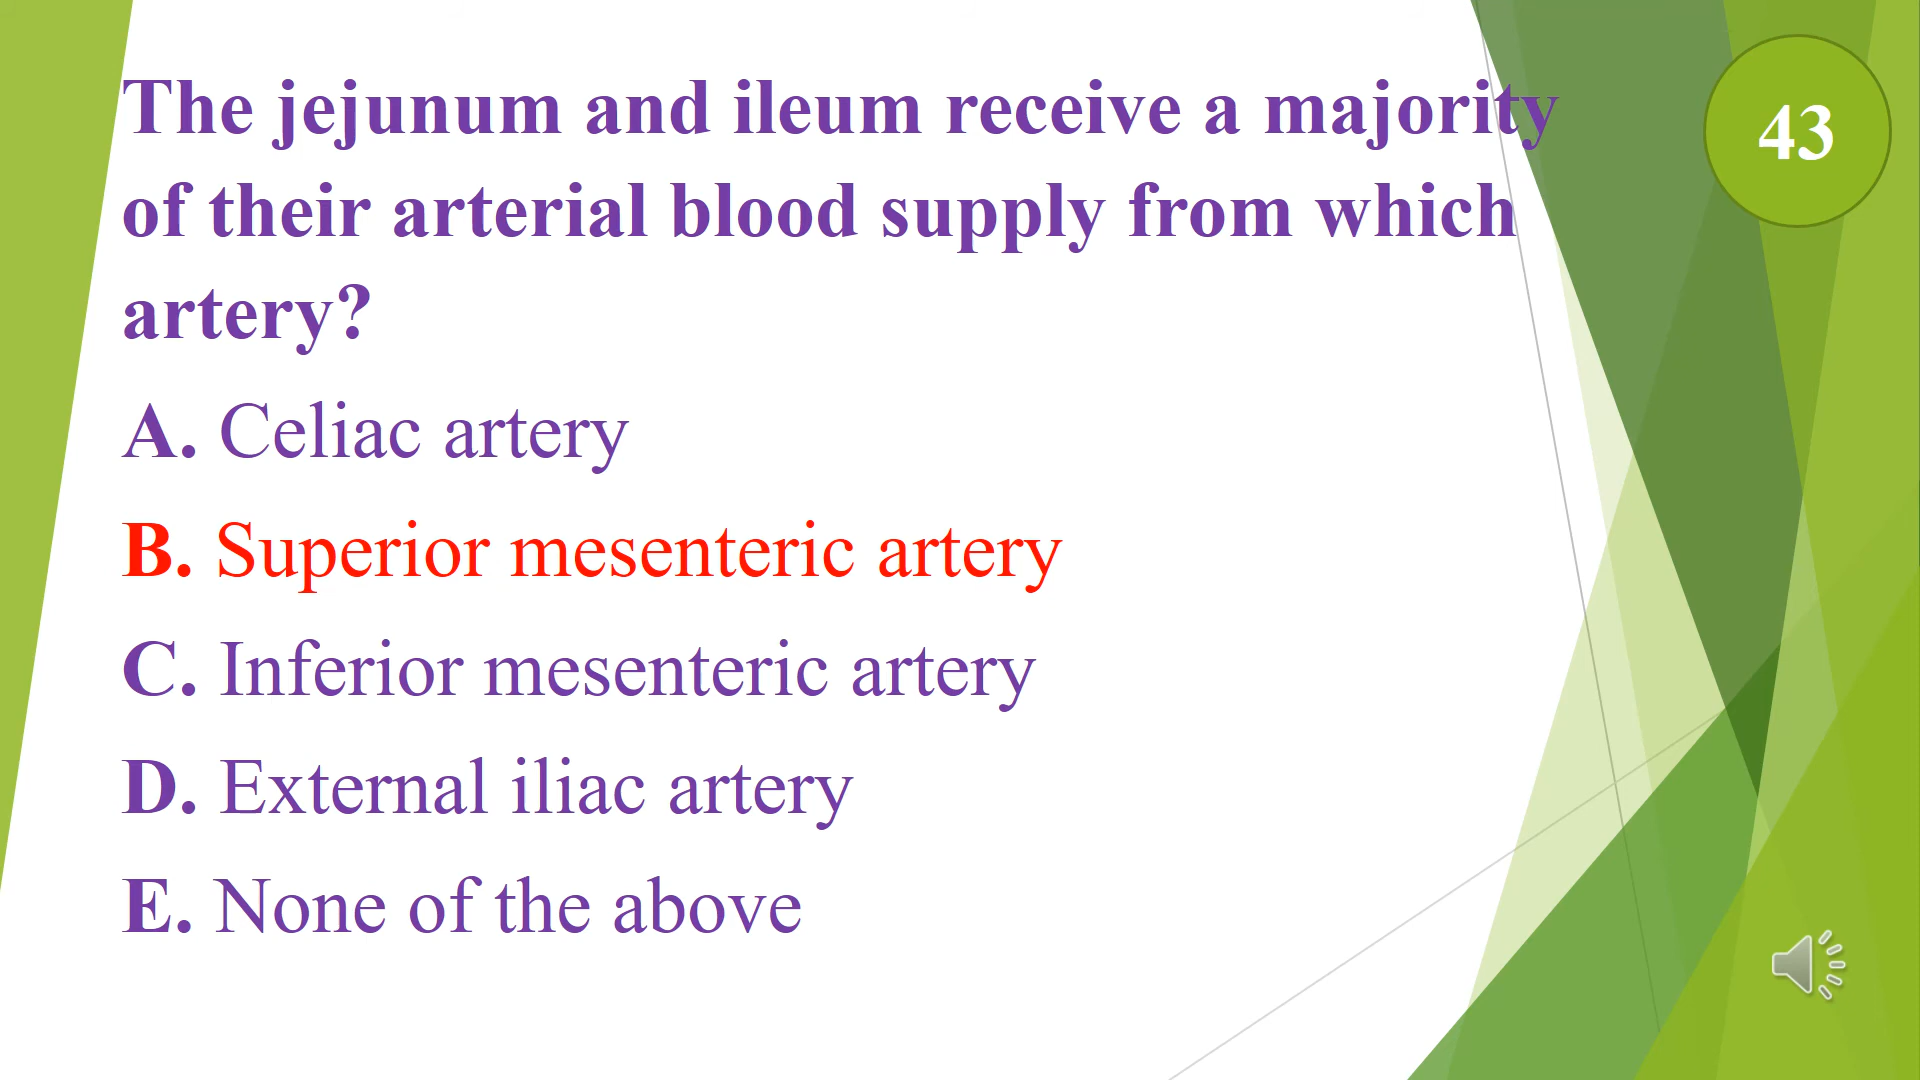 The jejunum and ileum receive a majority
of their arterial blood supply from which
artery?
43
A. Celiac artery
B. Superior mesenteric artery
C. Inferior mesenteric artery
D. External iliac artery
E. None of the above